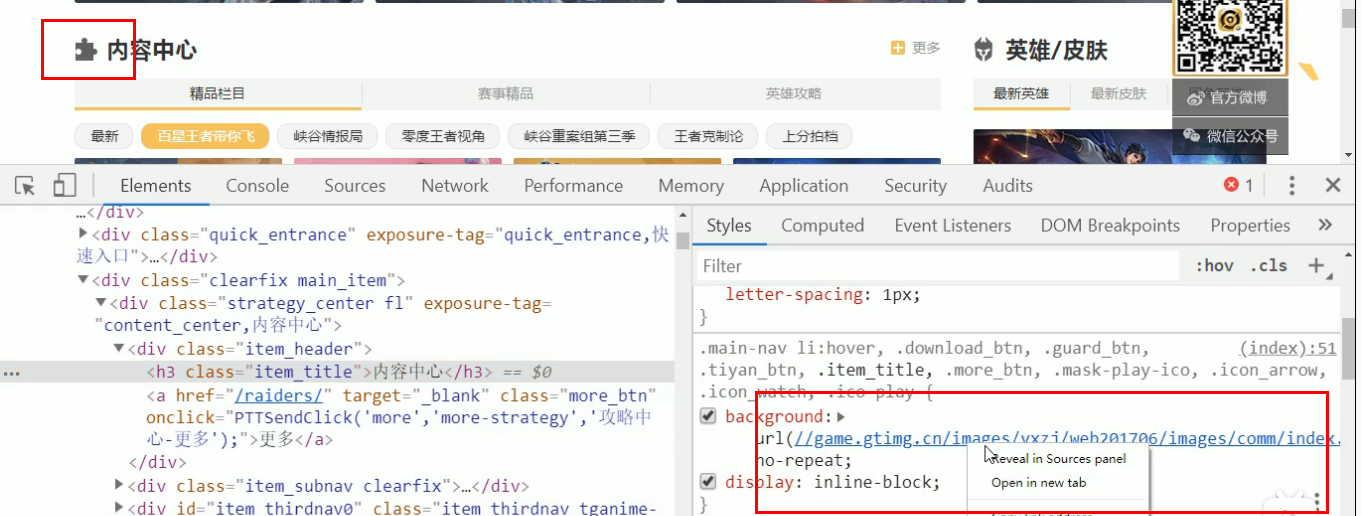 内容中心
更多
英雄/皮肤
精品栏目
赛事精品
英雄攻略
最新英雄
最新皮肤
官方微博
最新
百星王者带你飞
峡谷情报局
零度王者视角
峡谷重案组第三季
王者克制论
上分拍档
微信公众号
Elements Console Sources Network Performance Memory Application Security Audits 1
…</div>
<div class="quick_entrance" exposure-tag="quick_entrance,快
速入口">…</div>
<div class="clearfix main_item">
<div class="strategy_center fl" exposure-tag=
"content_center,内容中心">
<div class="item_header">
<h3 class="item_title">内容中心</h3> == $0
<a href="/raiders/" target="_blank" class="more_btn"
onclick="PTTSendClick('more','more-strategy','攻略中
心-更多');">更多</a>
</div>
<div class="item_subnav clearfix">…</div>
<div id="item_thirdnav0" class="item_thirdnav tganime-
Styles Computed Event Listeners DOM Breakpoints Properties
Filter
:hov .cls
letter-spacing: 1px;
}
.main-nav li:hover, .download_btn, .guard_btn, (index):51
.tiyan_btn, .item_title, .more_btn, .mask-play-ico, .icon_arrow,
.icon_watch, .ico-play {
background:
url(//game.gtimg.cn/images/yxzj/web201706/images/comm/index.
no-repeat;
display: inline-block;
}
Reveal in Sources panel
Open in new tab
Copy link address